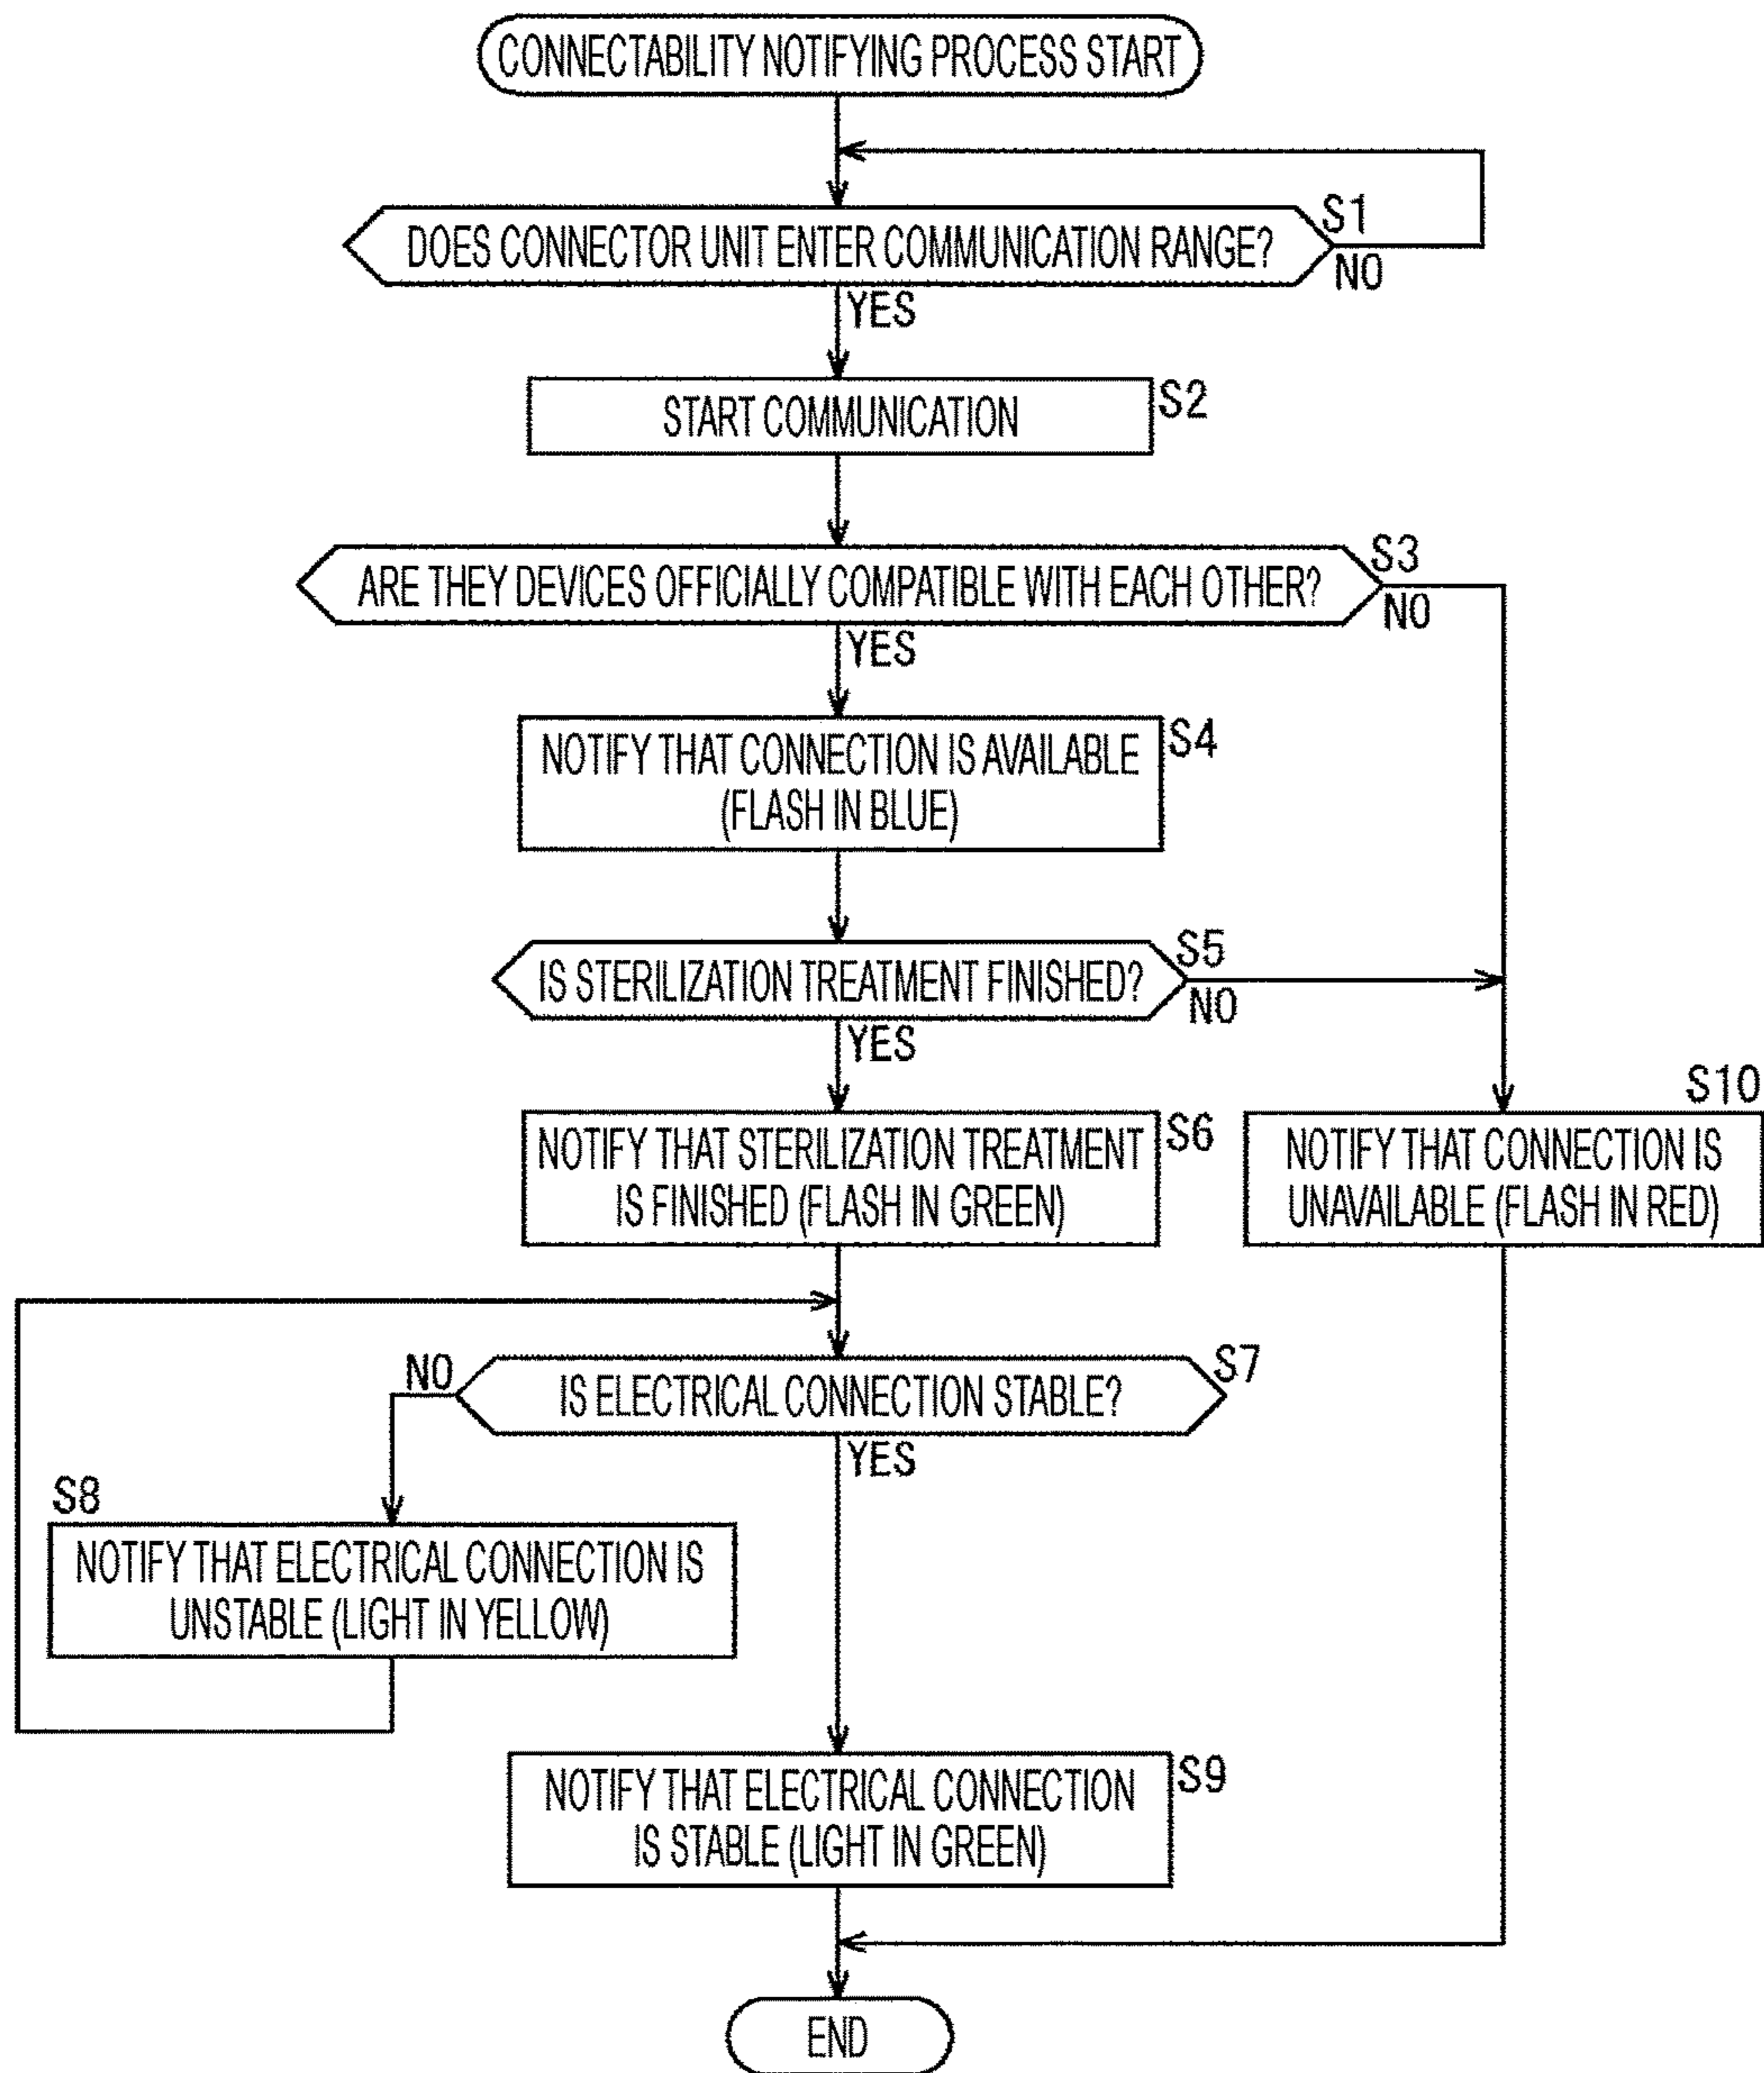 CONNECTABILITY NOTIFYING PROCESS START
DOES CONNECTOR UNIT ENTER COMMUNICATION RANGE?
S1
NO
YES
START COMMUNICATION
S2
ARE THEY DEVICES OFFICIALLY COMPATIBLE WITH EACH OTHER?
S3
NO
YES
NOTIFY THAT CONNECTION IS AVAILABLE
(FLASH IN BLUE)
S4
IS STERILIZATION TREATMENT FINISHED?
S5
NO
YES
NOTIFY THAT STERILIZATION TREATMENT
IS FINISHED (FLASH IN GREEN)
S6
S10
NOTIFY THAT CONNECTION IS
UNAVAILABLE (FLASH IN RED)
NO
IS ELECTRICAL CONNECTION STABLE?
S7
YES
S8
NOTIFY THAT ELECTRICAL CONNECTION IS
UNSTABLE (LIGHT IN YELLOW)
NOTIFY THAT ELECTRICAL CONNECTION
IS STABLE (LIGHT IN GREEN)
S9
END